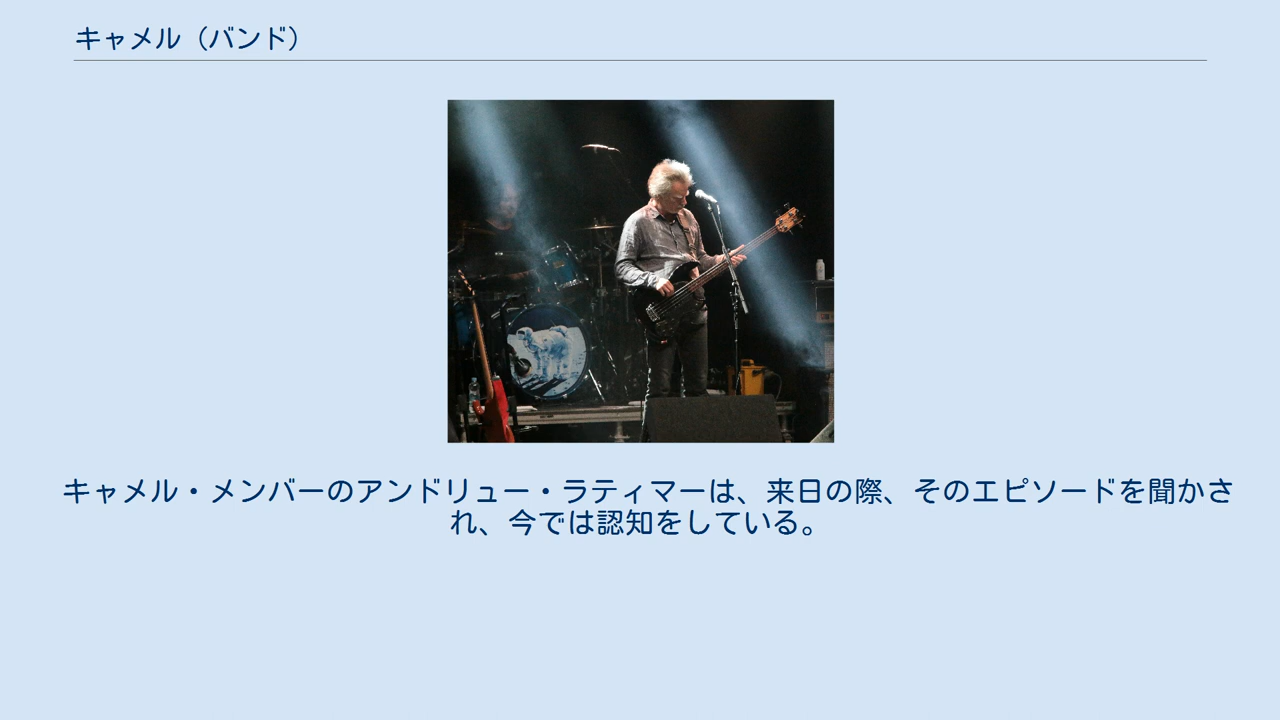 キャメル（バンド）
キャメル・メンバーのアンドリュー・ラティマーは、来日の際、そのエピソードを聞かさ
れ、今では認知をしている。